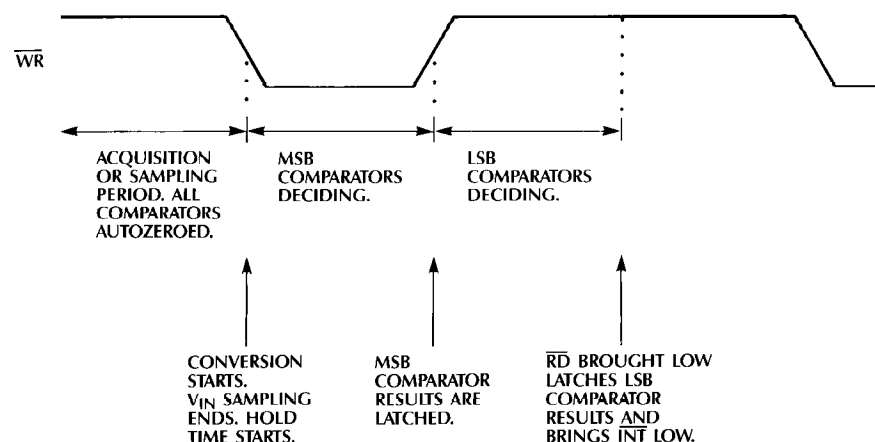 WR
ACQUISITION
OR SAMPLING
PERIOD. ALL
COMPARATORS
AUTOZEROED.
MSB
COMPARATORS
DECIDING.
LSB
COMPARATORS
DECIDING.
CONVERSION
STARTS.
VIN SAMPLING
ENDS. HOLD
TIME STARTS.
MSB
COMPARATOR
RESULTS ARE
LATCHED.
RD BROUGHT LOW
LATCHES LSB
COMPARATOR
RESULTS AND
BRINGS INT LOW.